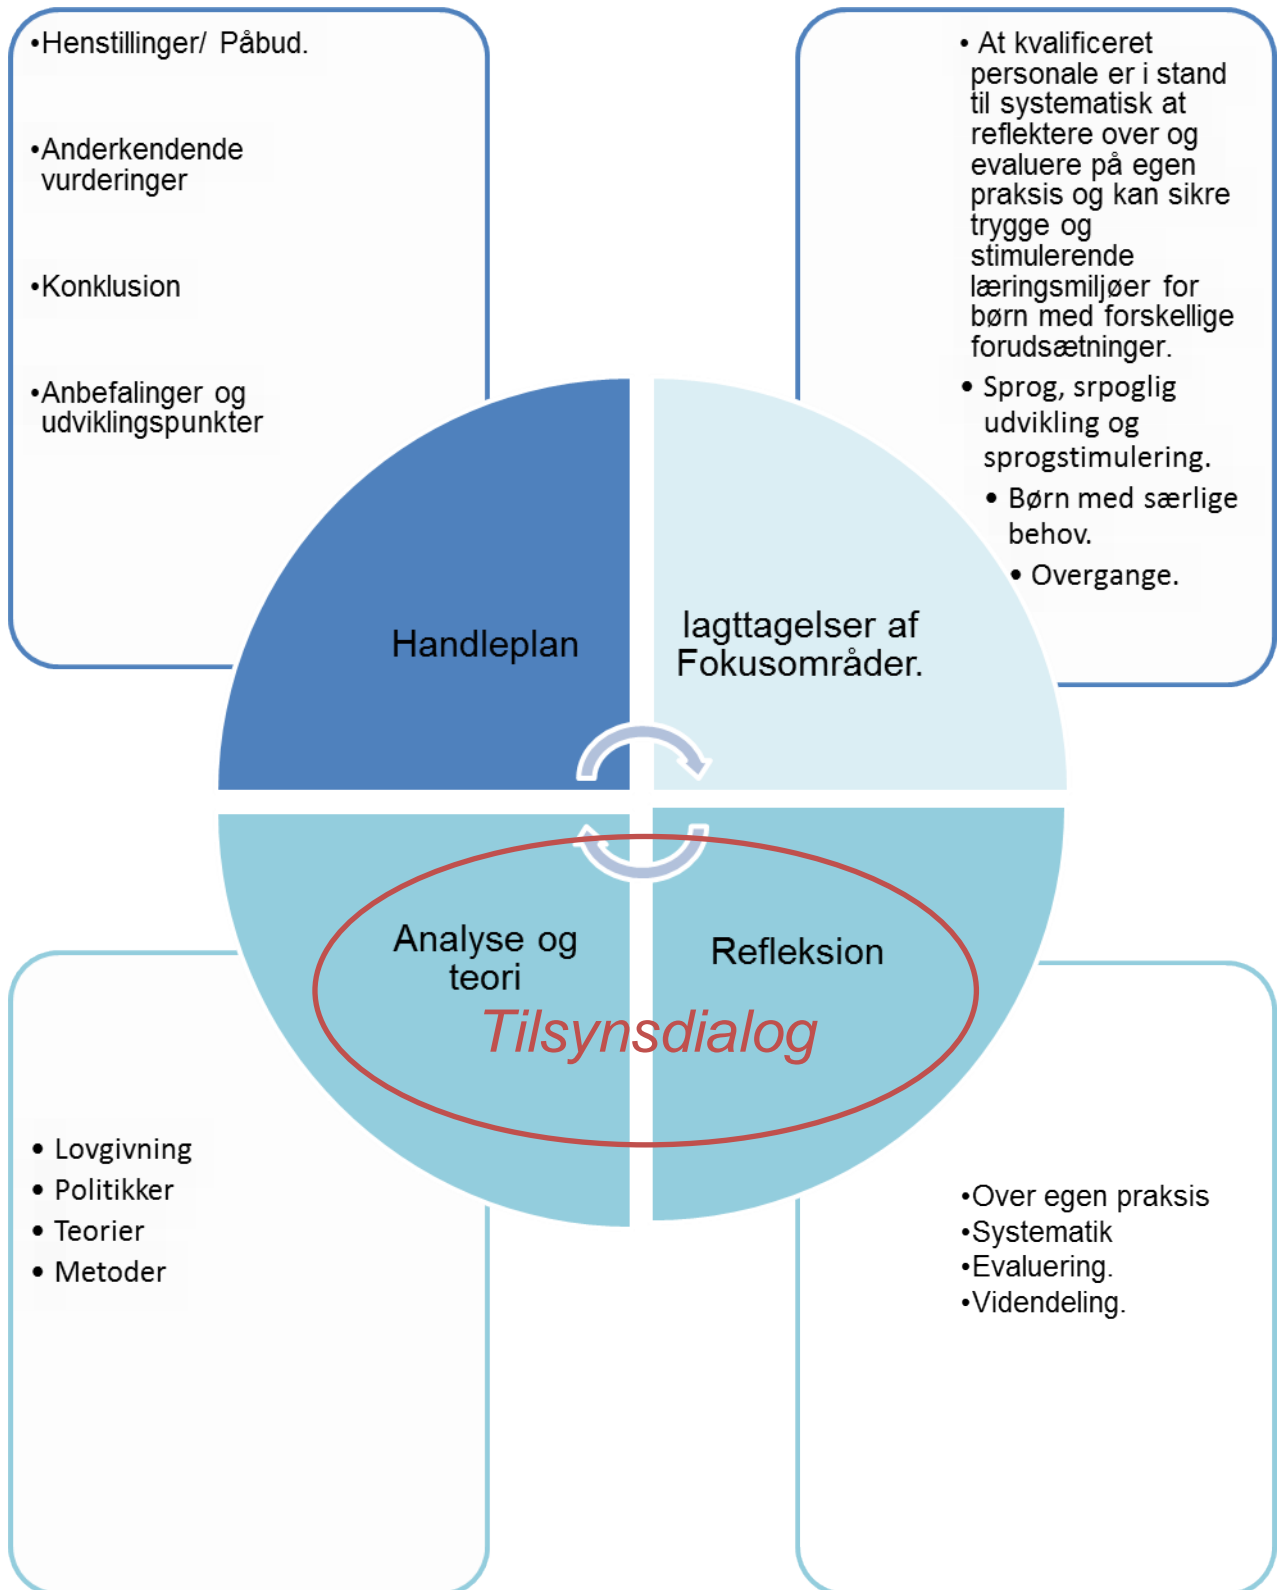 •Henstillinger/ Påbud.
•Anderkendende
vurderinger
•Konklusion
•Anbefalinger og
udviklingspunkter
• At kvalificeret
personale er i stand
til systematisk at
reflektere over og
evaluere på egen
praksis og kan sikre
trygge og
stimulerende
læringsmiljøer for
børn med forskellige
forudsætninger.
• Sprog, srpoglig
udvikling og
sprogstimulering.
• Børn med særlige
behov.
• Overgange.
Handleplan
Iagttagelser af
Fokusområder.
Analyse og
teori
Refleksion
Tilsynsdialog
• Lovgivning
• Politikker
• Teorier
• Metoder
•Over egen praksis
•Systematik
•Evaluering.
•Videndeling.